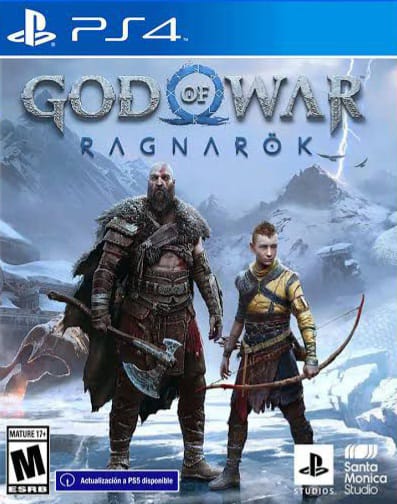 PS4
GOD OF WAR
RAGNARÖK
MATURE 17+
M
ESRB
Actualización a PS5 disponible
STUDIOS
Santa
Monica
Studio